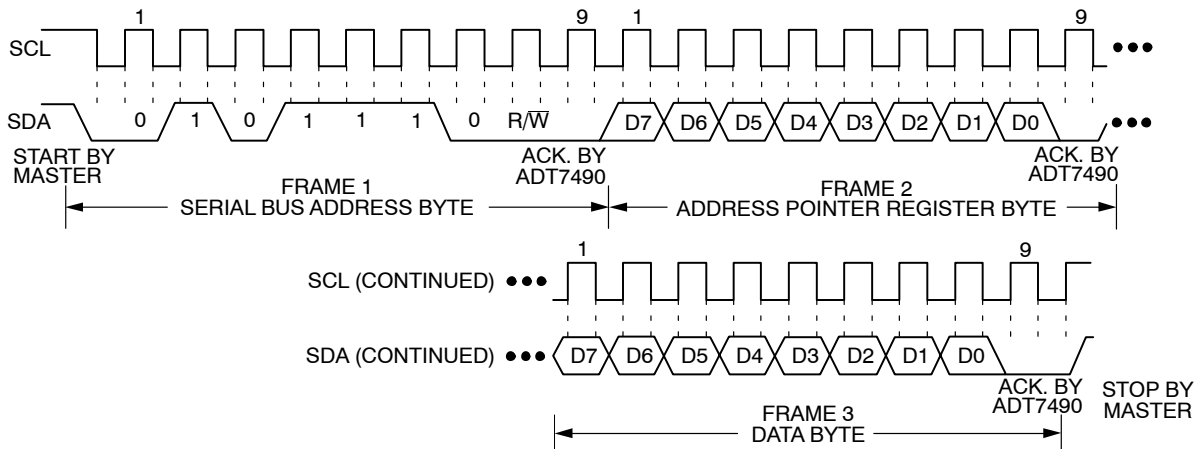 1 9 1 9
SCL
SDA 0 1 0 1 1 1 0 R/W̅ D7 D6 D5 D4 D3 D2 D1 D0
START BY MASTER
ACK. BY ADT7490
ACK. BY ADT7490
FRAME 1
SERIAL BUS ADDRESS BYTE
FRAME 2
ADDRESS POINTER REGISTER BYTE
1 9
SCL (CONTINUED)
SDA (CONTINUED) D7 D6 D5 D4 D3 D2 D1 D0
ACK. BY ADT7490
STOP BY MASTER
FRAME 3
DATA BYTE